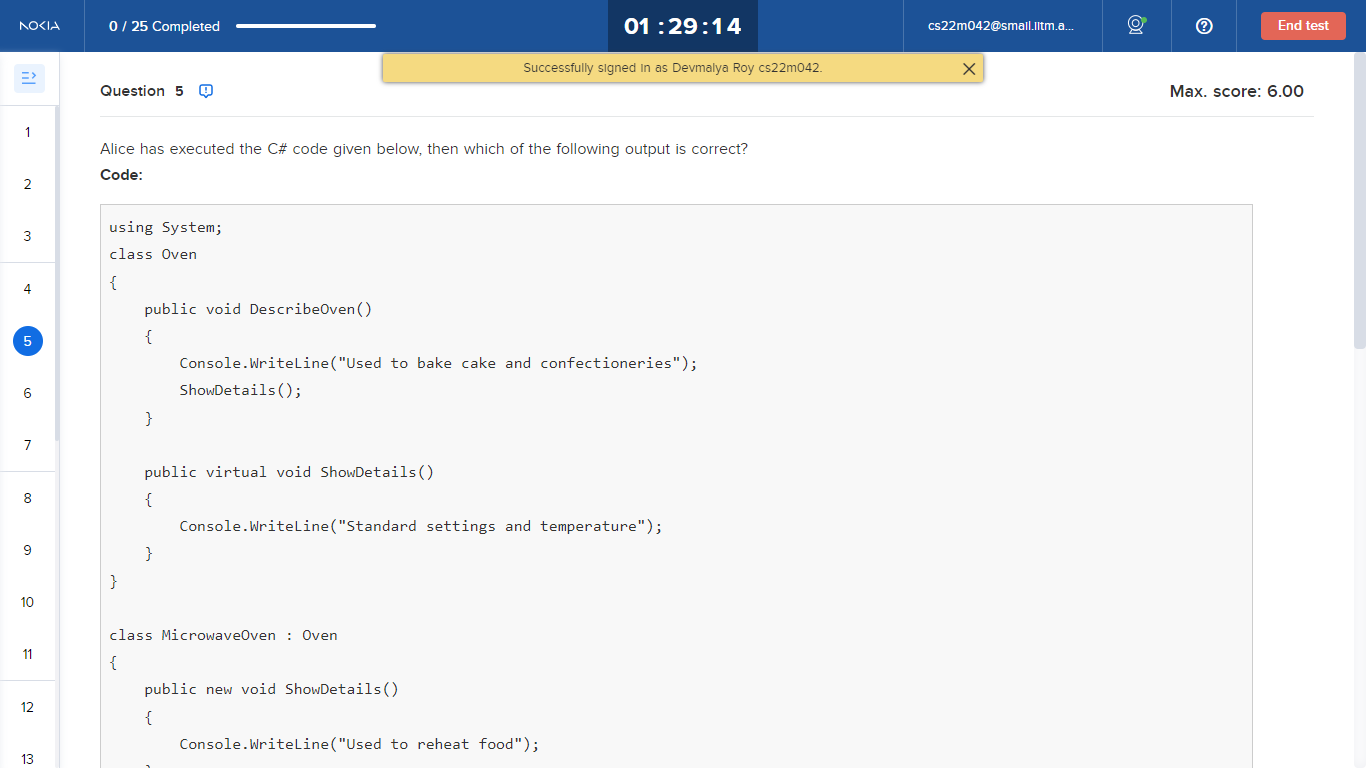 NOKIA
0 / 25 Completed
01 : 29 : 14
cs22m042@smail.iitm.a...
End test
Successfully signed in as Devmalya Roy cs22m042.
Question 5
Max. score: 6.00
Alice has executed the C# code given below, then which of the following output is correct?
Code:
using System;
class Oven
{
    public void DescribeOven()
    {
        Console.WriteLine("Used to bake cake and confectioneries");
        ShowDetails();
    }
    public virtual void ShowDetails()
    {
        Console.WriteLine("Standard settings and temperature");
    }
}
class MicrowaveOven : Oven
{
    public new void ShowDetails()
    {
        Console.WriteLine("Used to reheat food");
1
2
3
4
5
6
7
8
9
10
11
12
13